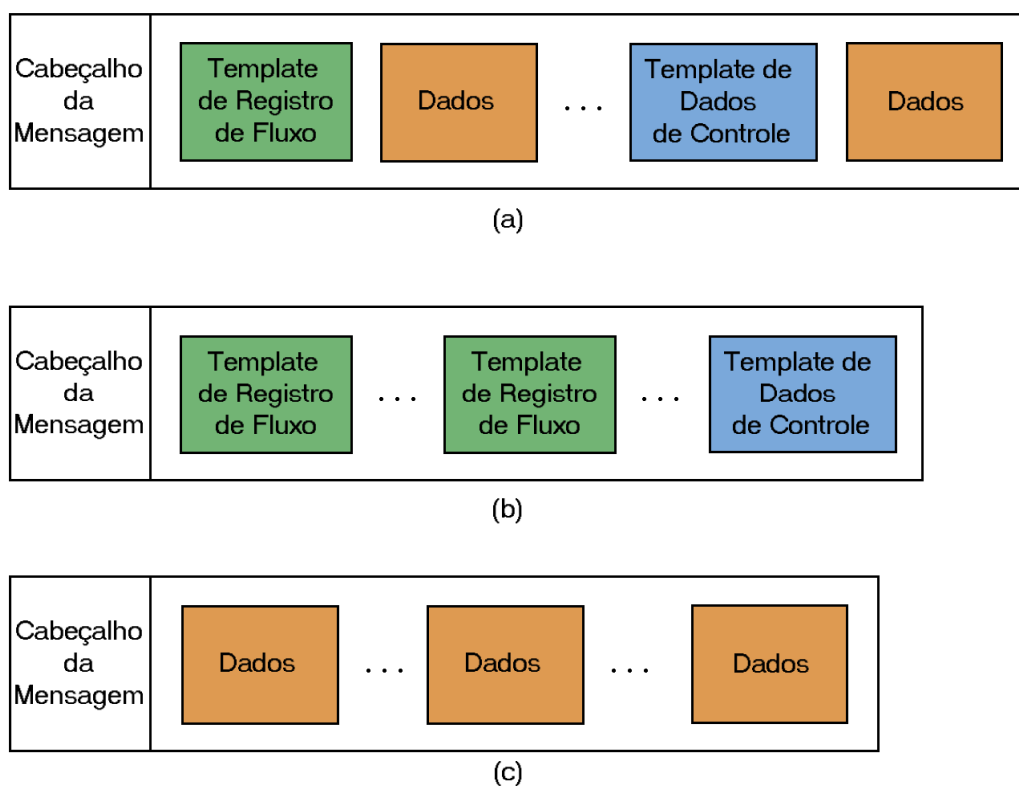 Cabeçalho
da
Mensagem
Template
de Registro
de Fluxo
Dados
. . .
Template de
Dados
de Controle
Dados
(a)
Cabeçalho
da
Mensagem
Template
de Registro
de Fluxo
. . .
Template
de Registro
de Fluxo
. . .
Template de
Dados
de Controle
(b)
Cabeçalho
da
Mensagem
Dados
. . .
Dados
. . .
Dados
(c)